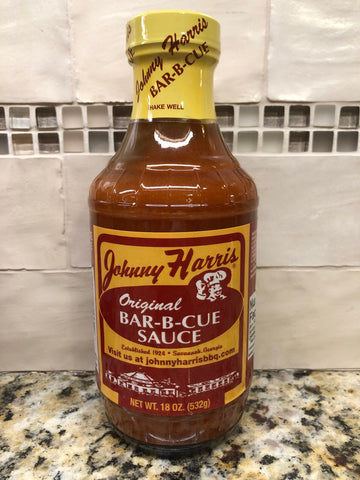 Johnny Harris
BAR-B-CUE
SHAKE WELL
Johnny Harris
Original
BAR-B-CUE
SAUCE
Established 1924 • Savannah, Georgia
Visit us at johnnyharrisbbq.com
NET WT. 18 OZ. (532g)